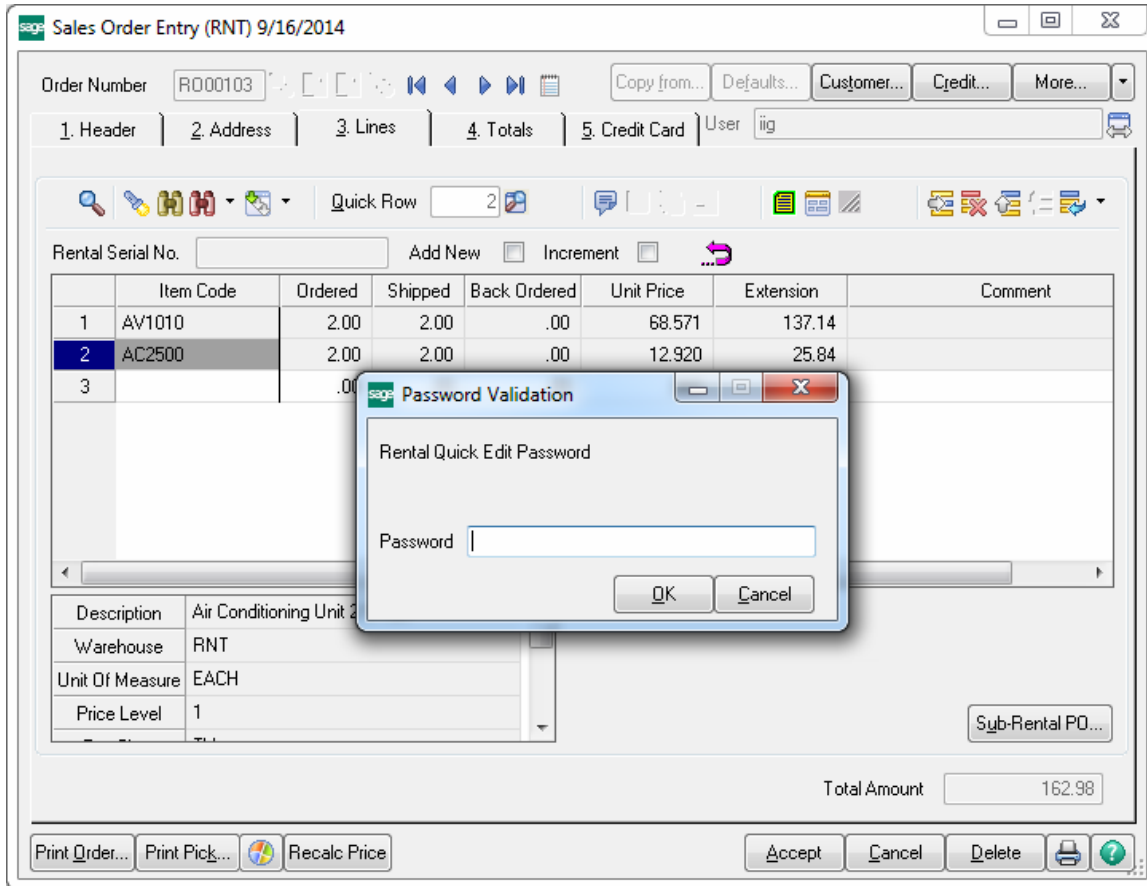 sage Sales Order Entry (RNT) 9/16/2014
Order Number RO00103 Copy from... Defaults... Customer... Credit... More...
1. Header 2. Address 3. Lines 4. Totals 5. Credit Card User iig
Quick Row 2
Rental Serial No. Add New Increment
Item Code Ordered Shipped Back Ordered Unit Price Extension Comment
1 AV1010 2.00 2.00 .00 68.571 137.14
2 AC2500 2.00 2.00 .00 12.920 25.84
3
sage Password Validation
Rental Quick Edit Password
Password
OK Cancel
Description Air Conditioning Unit
Warehouse RNT
Unit Of Measure EACH
Price Level 1
Sub-Rental PO...
Total Amount 162.98
Print Order... Print Pick... Recalc Price Accept Cancel Delete